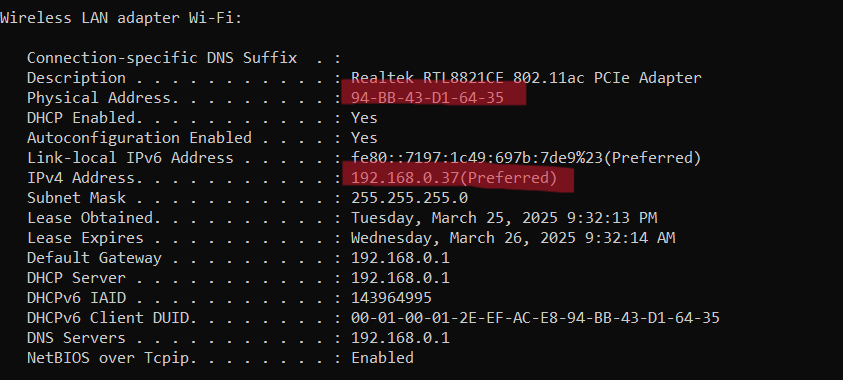 Wireless LAN adapter Wi-Fi:
Connection-specific DNS Suffix . :
Description . . . . . . . . . . . : Realtek RTL8821CE 802.11ac PCIe Adapter
Physical Address. . . . . . . . . : 94-BB-43-D1-64-35
DHCP Enabled. . . . . . . . . . . : Yes
Autoconfiguration Enabled . . . . : Yes
Link-local IPv6 Address . . . . . : fe80::7197:1c49:697b:7de9%23(Preferred)
IPv4 Address. . . . . . . . . . . : 192.168.0.37(Preferred)
Subnet Mask . . . . . . . . . . . : 255.255.255.0
Lease Obtained. . . . . . . . . . : Tuesday, March 25, 2025 9:32:13 PM
Lease Expires . . . . . . . . . . : Wednesday, March 26, 2025 9:32:14 AM
Default Gateway . . . . . . . . . : 192.168.0.1
DHCP Server . . . . . . . . . . . : 192.168.0.1
DHCPv6 IAID . . . . . . . . . . . : 143964995
DHCPv6 Client DUID. . . . . . . . : 00-01-00-01-2E-EF-AC-E8-94-BB-43-D1-64-35
DNS Servers . . . . . . . . . . . : 192.168.0.1
NetBIOS over Tcpip. . . . . . . . : Enabled